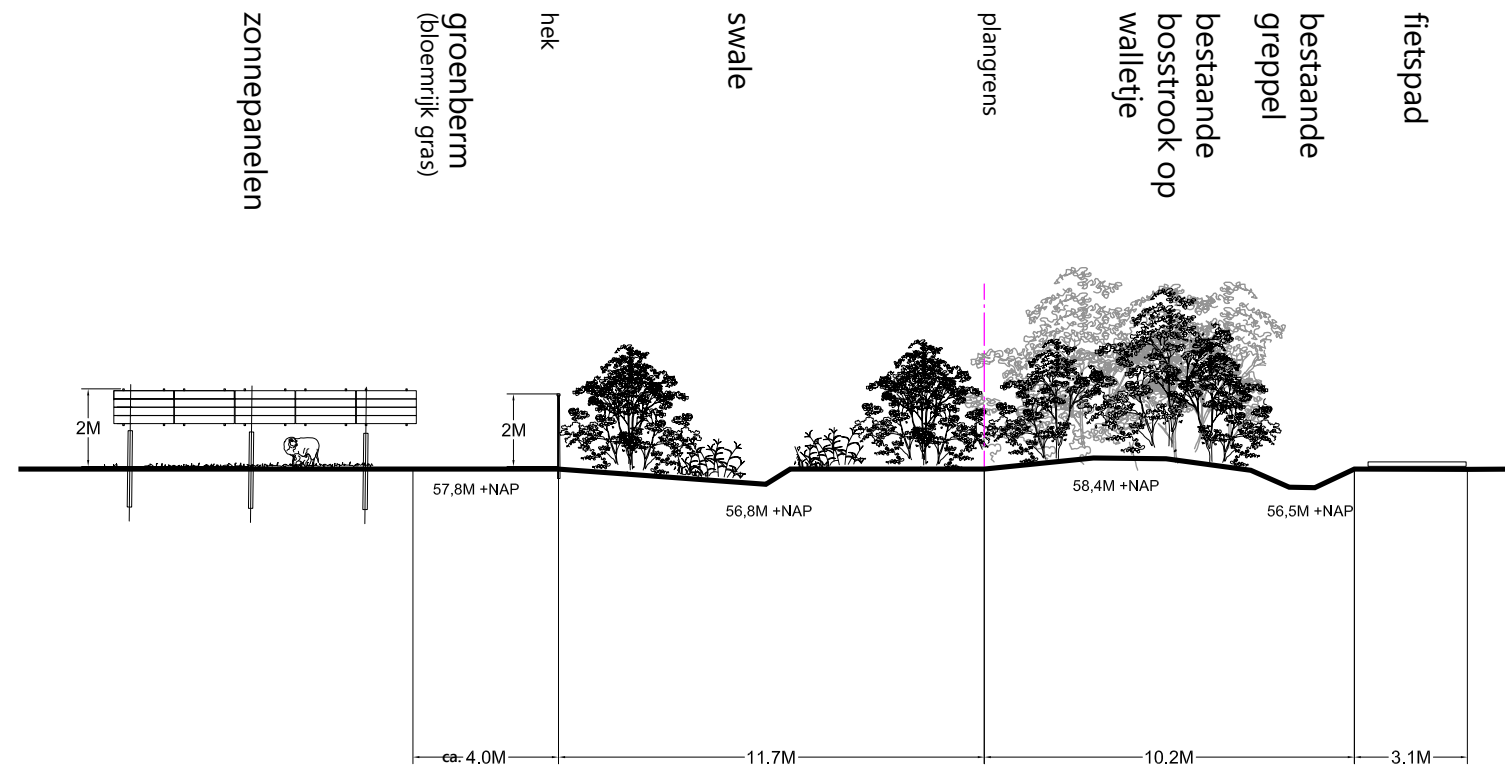 zonnepanelen
groenberm
(bloemrijk gras)
hek
swale
plangrens
bestaande
bosstrook op
walletje
bestaande
greppel
fietspad
2M
2M
57,8M +NAP
56,8M +NAP
58,4M +NAP
56,5M +NAP
ca. 4.0M
11.7M
10.2M
3.1M